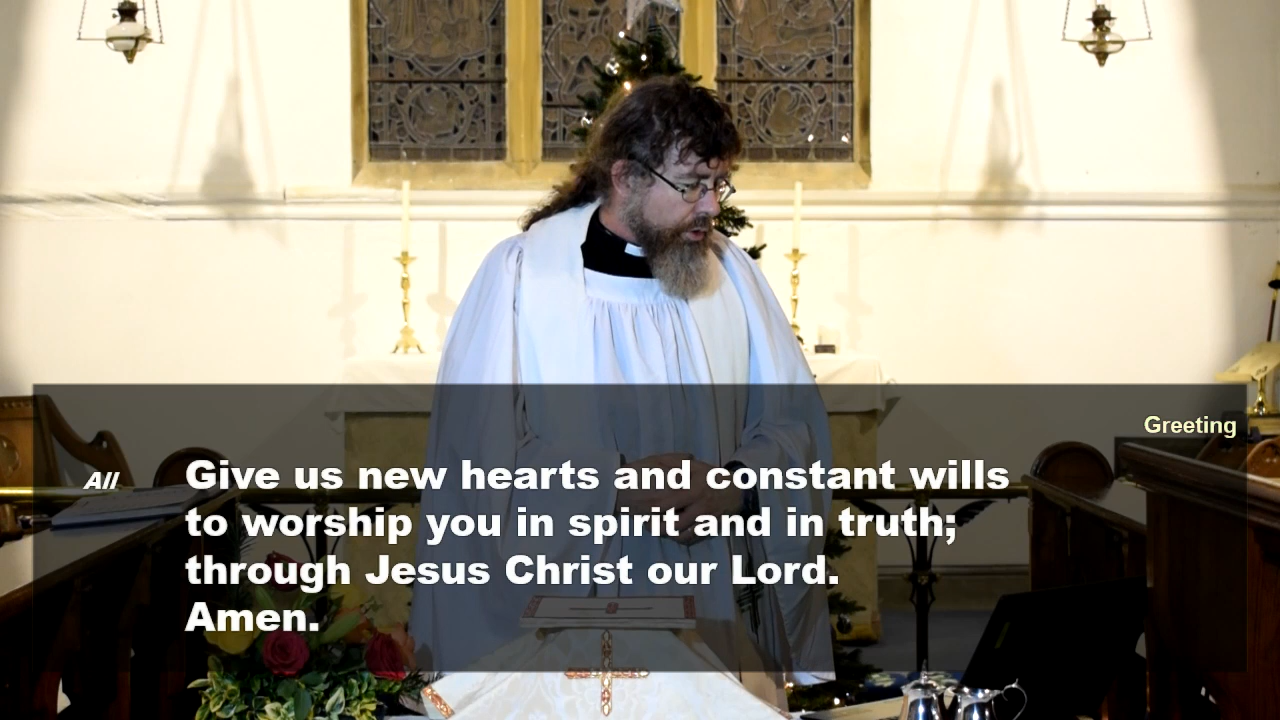 Greeting
All
Give us new hearts and constant wills
to worship you in spirit and in truth;
through Jesus Christ our Lord.
Amen.